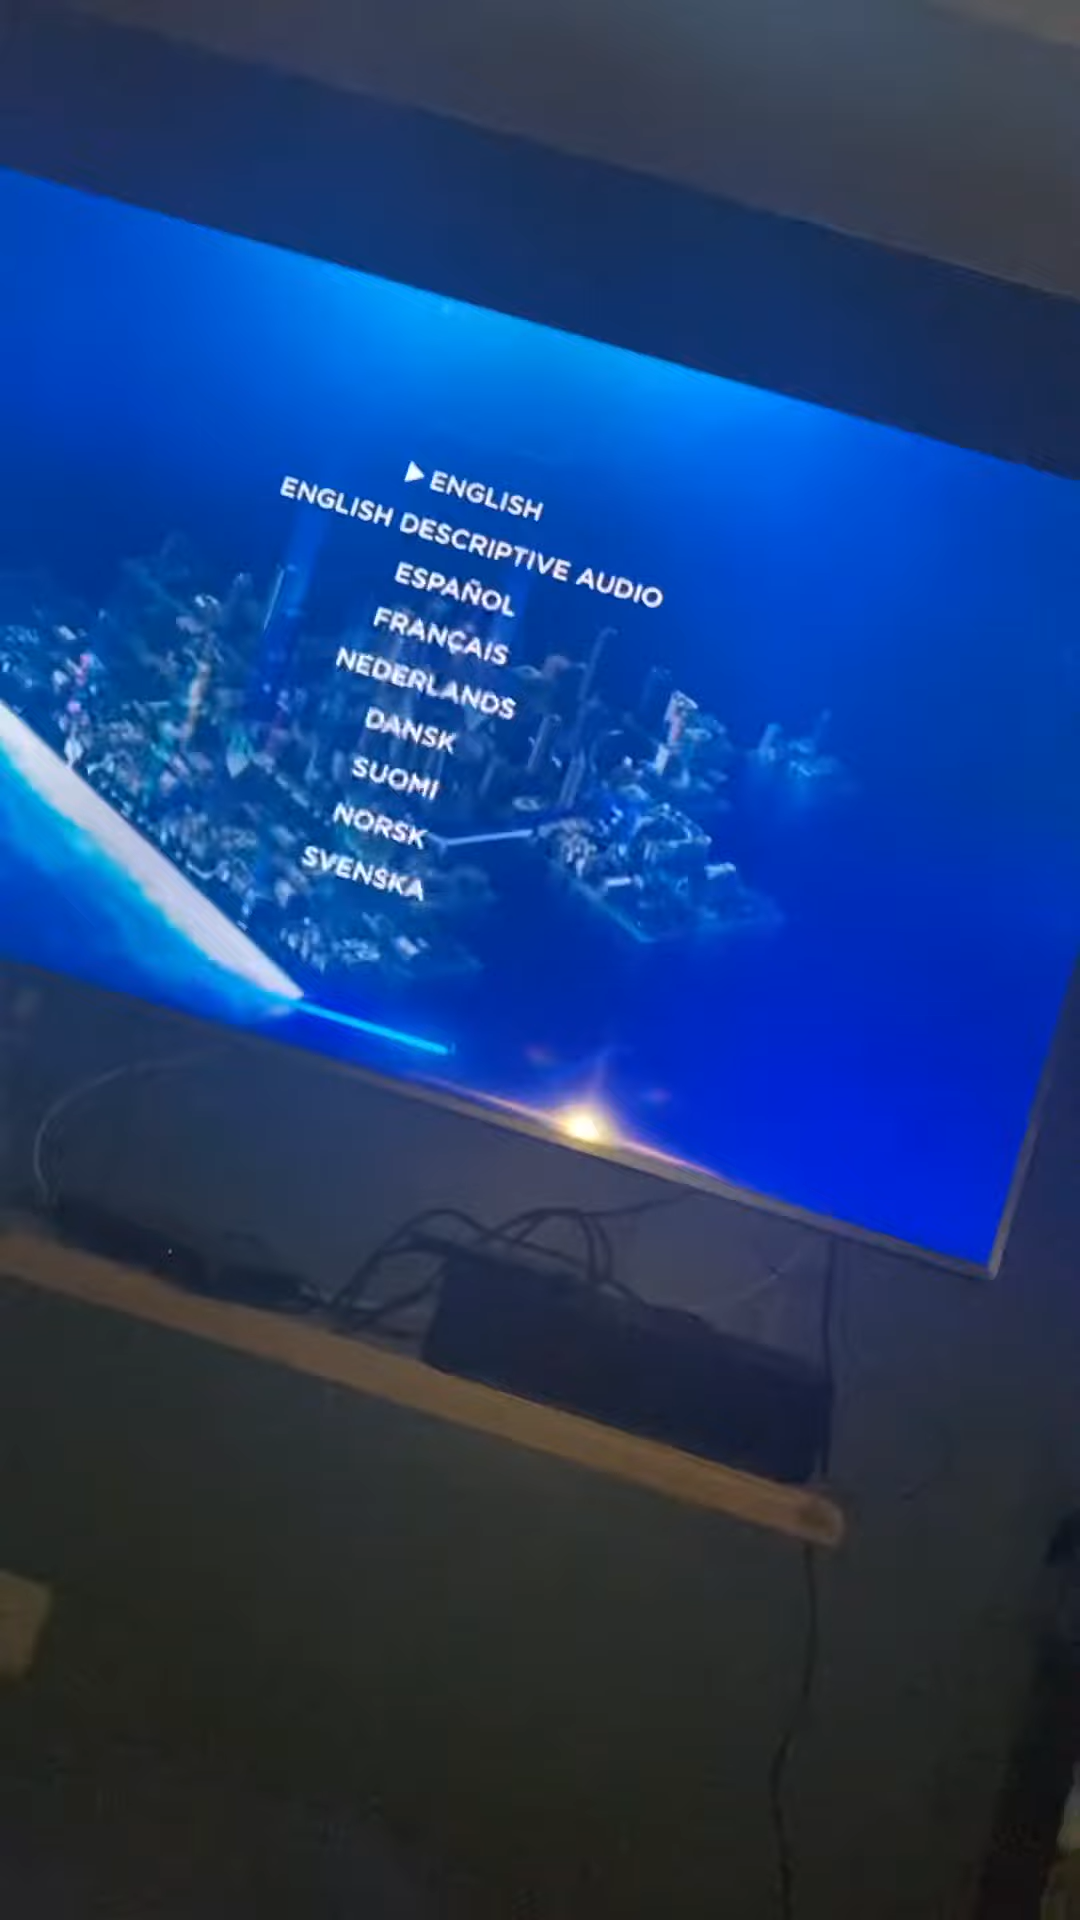 ENGLISH
ENGLISH DESCRIPTIVE AUDIO
ESPAÑOL
FRANÇAIS
NEDERLANDS
DANSK
SUOMI
NORSK
SVENSKA